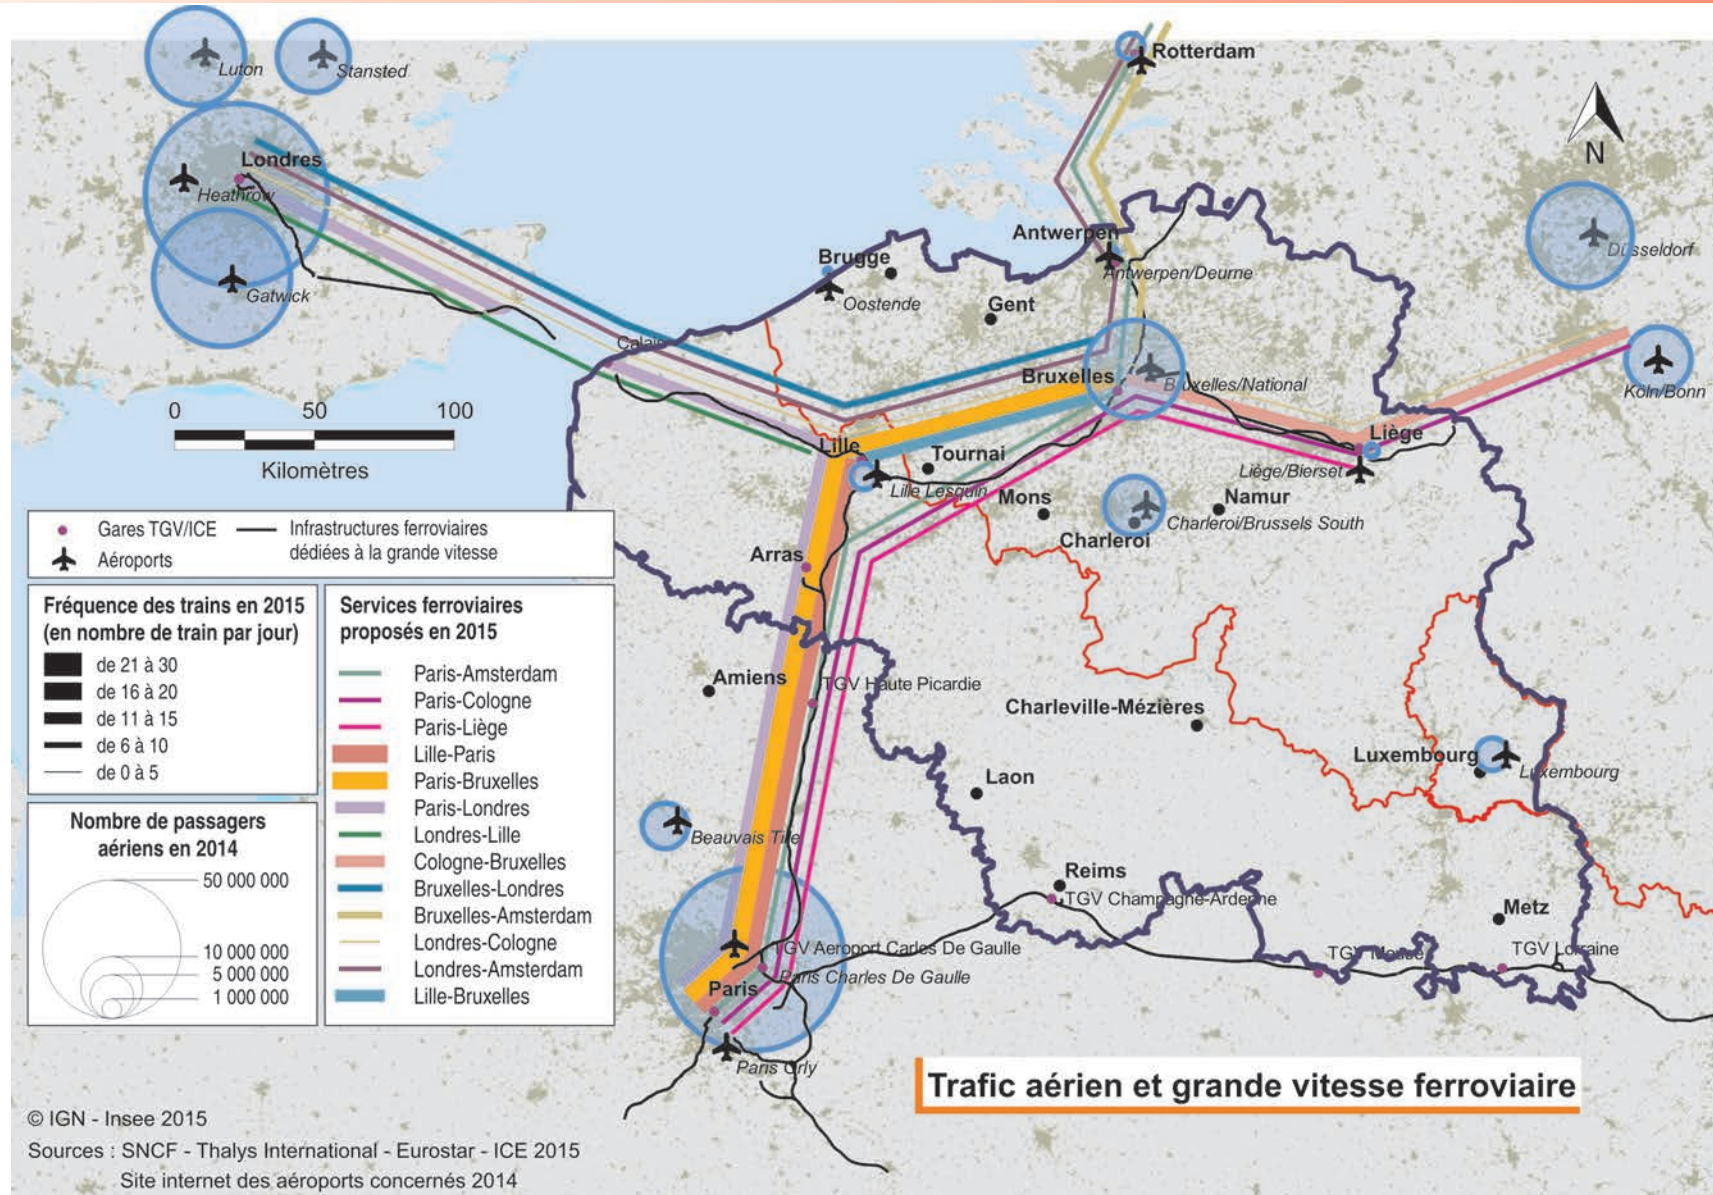 Luton
Stansted
Rotterdam
N
Londres
Heathrow
Düsseldorf
Antwerpen
Brugge
Antwerpen/Deurne
Gatwick
Oostende
Gent
Calais
Bruxelles
Bruxelles/National
Köln/Bonn
0 50 100
Kilomètres
Lille
Liège
Tournai
Liège/Bierset
Lille Lesquin
Mons
Namur
Charleroi/Brussels South
Charleroi
Arras
Gares TGV/ICE
Infrastructures ferroviaires
dédiées à la grande vitesse
Aéroports
Fréquence des trains en 2015
(en nombre de train par jour)
de 21 à 30
de 16 à 20
de 11 à 15
de 6 à 10
de 0 à 5
Services ferroviaires
proposés en 2015
Paris-Amsterdam
Paris-Cologne
Paris-Liège
Lille-Paris
Paris-Bruxelles
Paris-Londres
Londres-Lille
Cologne-Bruxelles
Bruxelles-Londres
Bruxelles-Amsterdam
Londres-Cologne
Londres-Amsterdam
Lille-Bruxelles
Nombre de passagers
aériens en 2014
50 000 000
10 000 000
5 000 000
1 000 000
Amiens
TGV Haute Picardie
Charleville-Mézières
Luxembourg
Luxembourg
Laon
Beauvais Tille
Reims
TGV Champagne-Ardenne
Metz
TGV Aeroport Carles De Gaulle
TGV Meuse
TGV Lorraine
Paris Charles De Gaulle
Paris
Paris Orly
Trafic aérien et grande vitesse ferroviaire
© IGN - Insee 2015
Sources : SNCF - Thalys International - Eurostar - ICE 2015
Site internet des aéroports concernés 2014